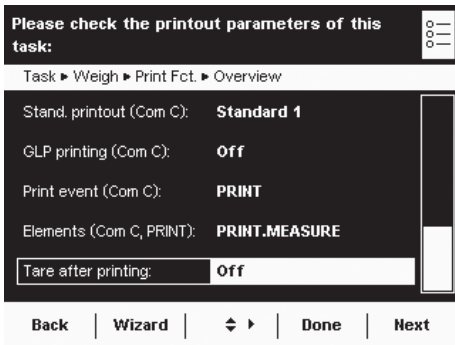 Please check the printout parameters of this
task:
Task ▸ Weigh ▸ Print Fct. ▸ Overview
Stand. printout (Com C): Standard 1
GLP printing (Com C): Off
Print event (Com C): PRINT
Elements (Com C, PRINT): PRINT.MEASURE
Tare after printing: Off
Back Wizard Done Next